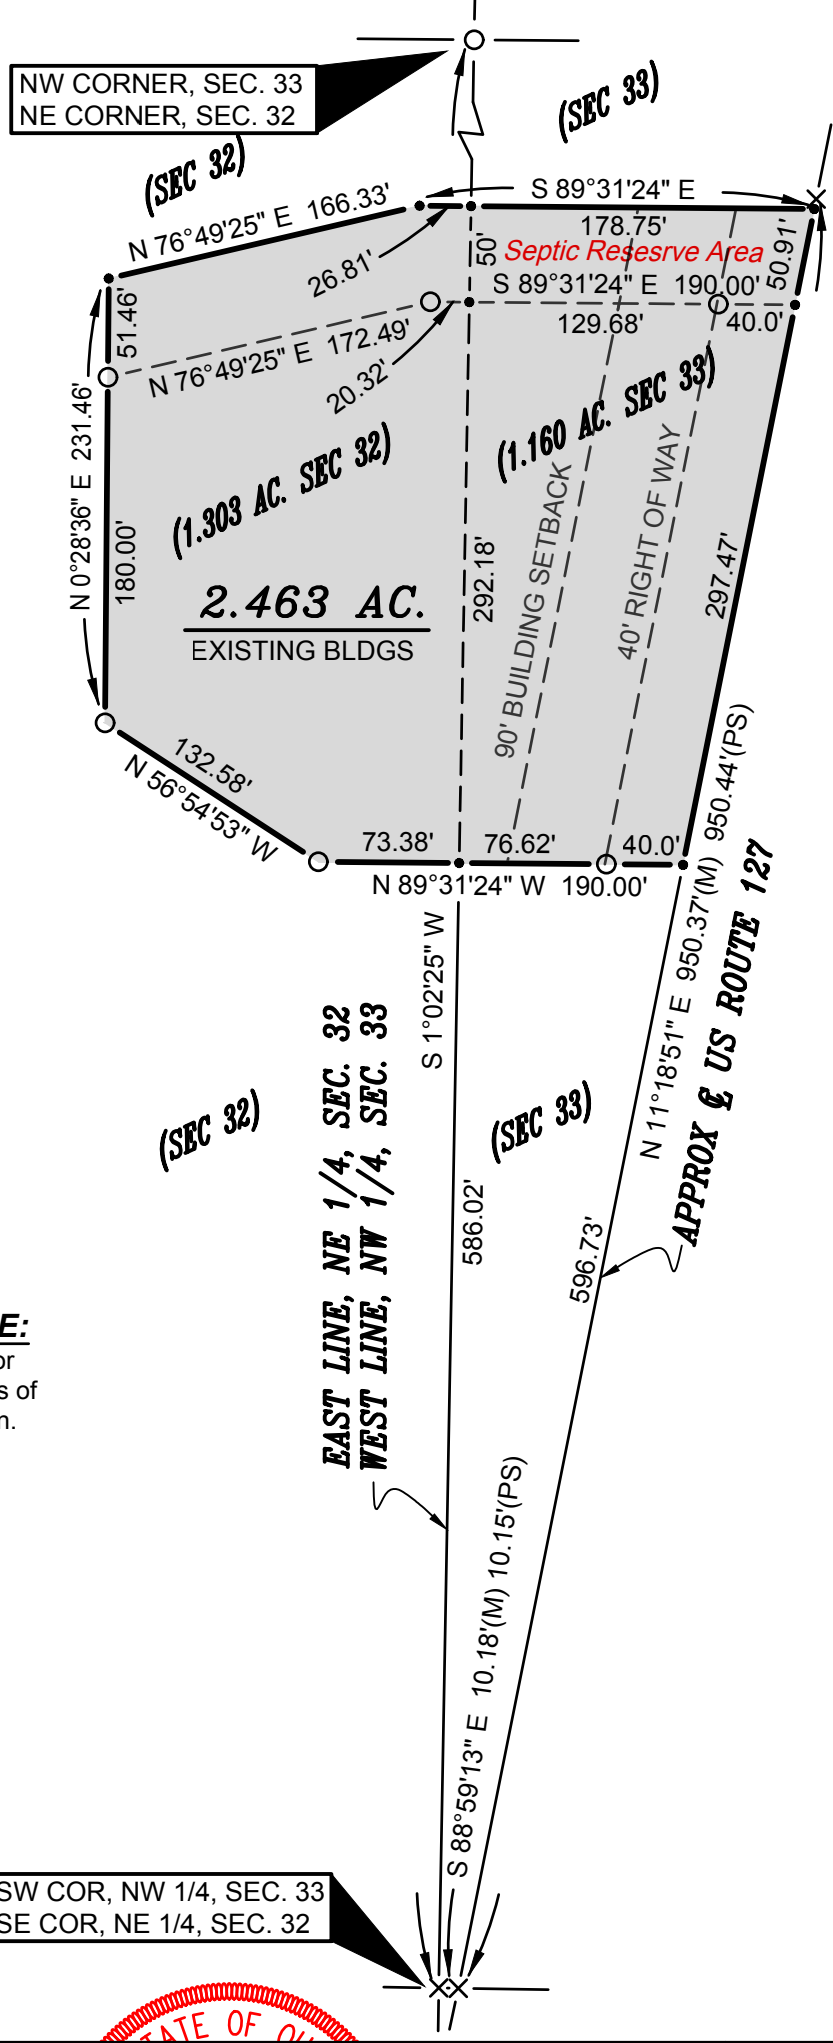 NW CORNER, SEC. 33
NE CORNER, SEC. 32
(SEC 33)
(SEC 32)
S 89°31'24" E
N 76°49'25" E 166.33'
178.75'
50.91'
26.81'
50'
Septic Resesrve Area
S 89°31'24" E 190.00'
51.46'
N 76°49'25" E 172.49'
20.32'
129.68'
40.0'
N 0°28'36" E 231.46'
180.00'
(1.303 AC. SEC 32)
(1.160 AC. SEC 33)
2.463 AC.
EXISTING BLDGS
292.18'
90' BUILDING SETBACK
40' RIGHT OF WAY
297.47'
132.58'
N 56°54'53" W
73.38'
76.62'
40.0'
N 89°31'24" W 190.00'
N 11°18'51" E 950.37'(M) 950.44'(PS)
APPROX ℄ US ROUTE 127
S 1°02'25" W
586.02'
596.73'
EAST LINE, NE 1/4, SEC. 32
WEST LINE, NW 1/4, SEC. 33
(SEC 32)
(SEC 33)
E:
or
s of
n.
S 88°59'13" E 10.18'(M) 10.15'(PS)
SW COR, NW 1/4, SEC. 33
SE COR, NE 1/4, SEC. 32
TATE OF O